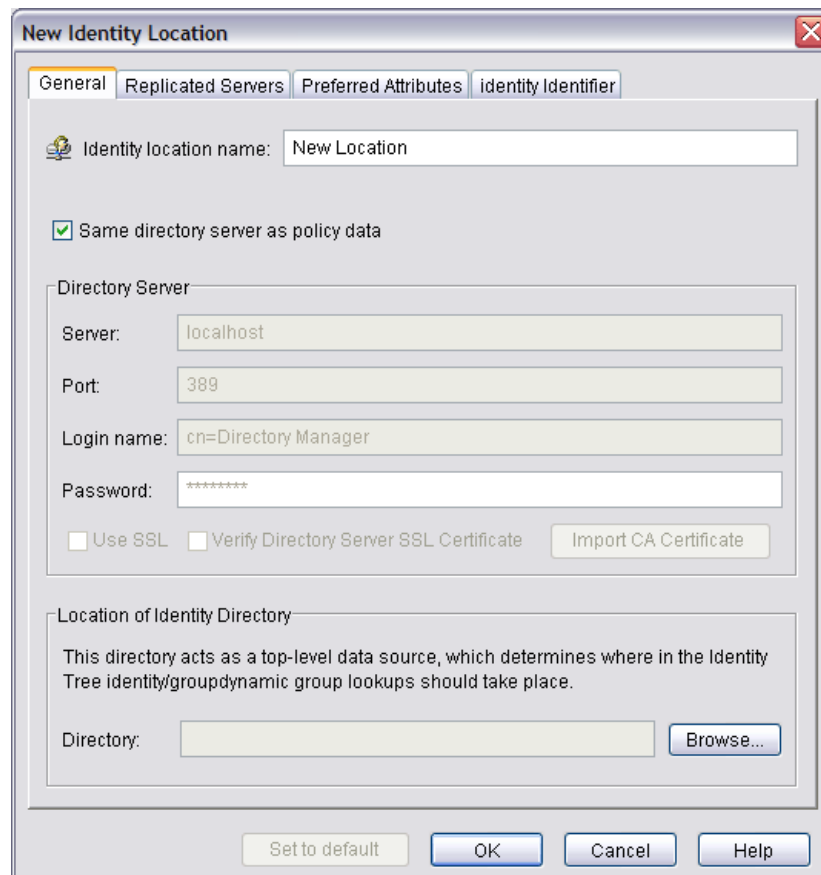 New Identity Location
General Replicated Servers Preferred Attributes identity Identifier
Identity location name: New Location
Same directory server as policy data
Directory Server
Server: localhost
Port: 389
Login name: cn=Directory Manager
Password: ********
Use SSL Verify Directory Server SSL Certificate Import CA Certificate
Location of Identity Directory
This directory acts as a top-level data source, which determines where in the Identity
Tree identity/groupdynamic group lookups should take place.
Directory: Browse...
Set to default OK Cancel Help